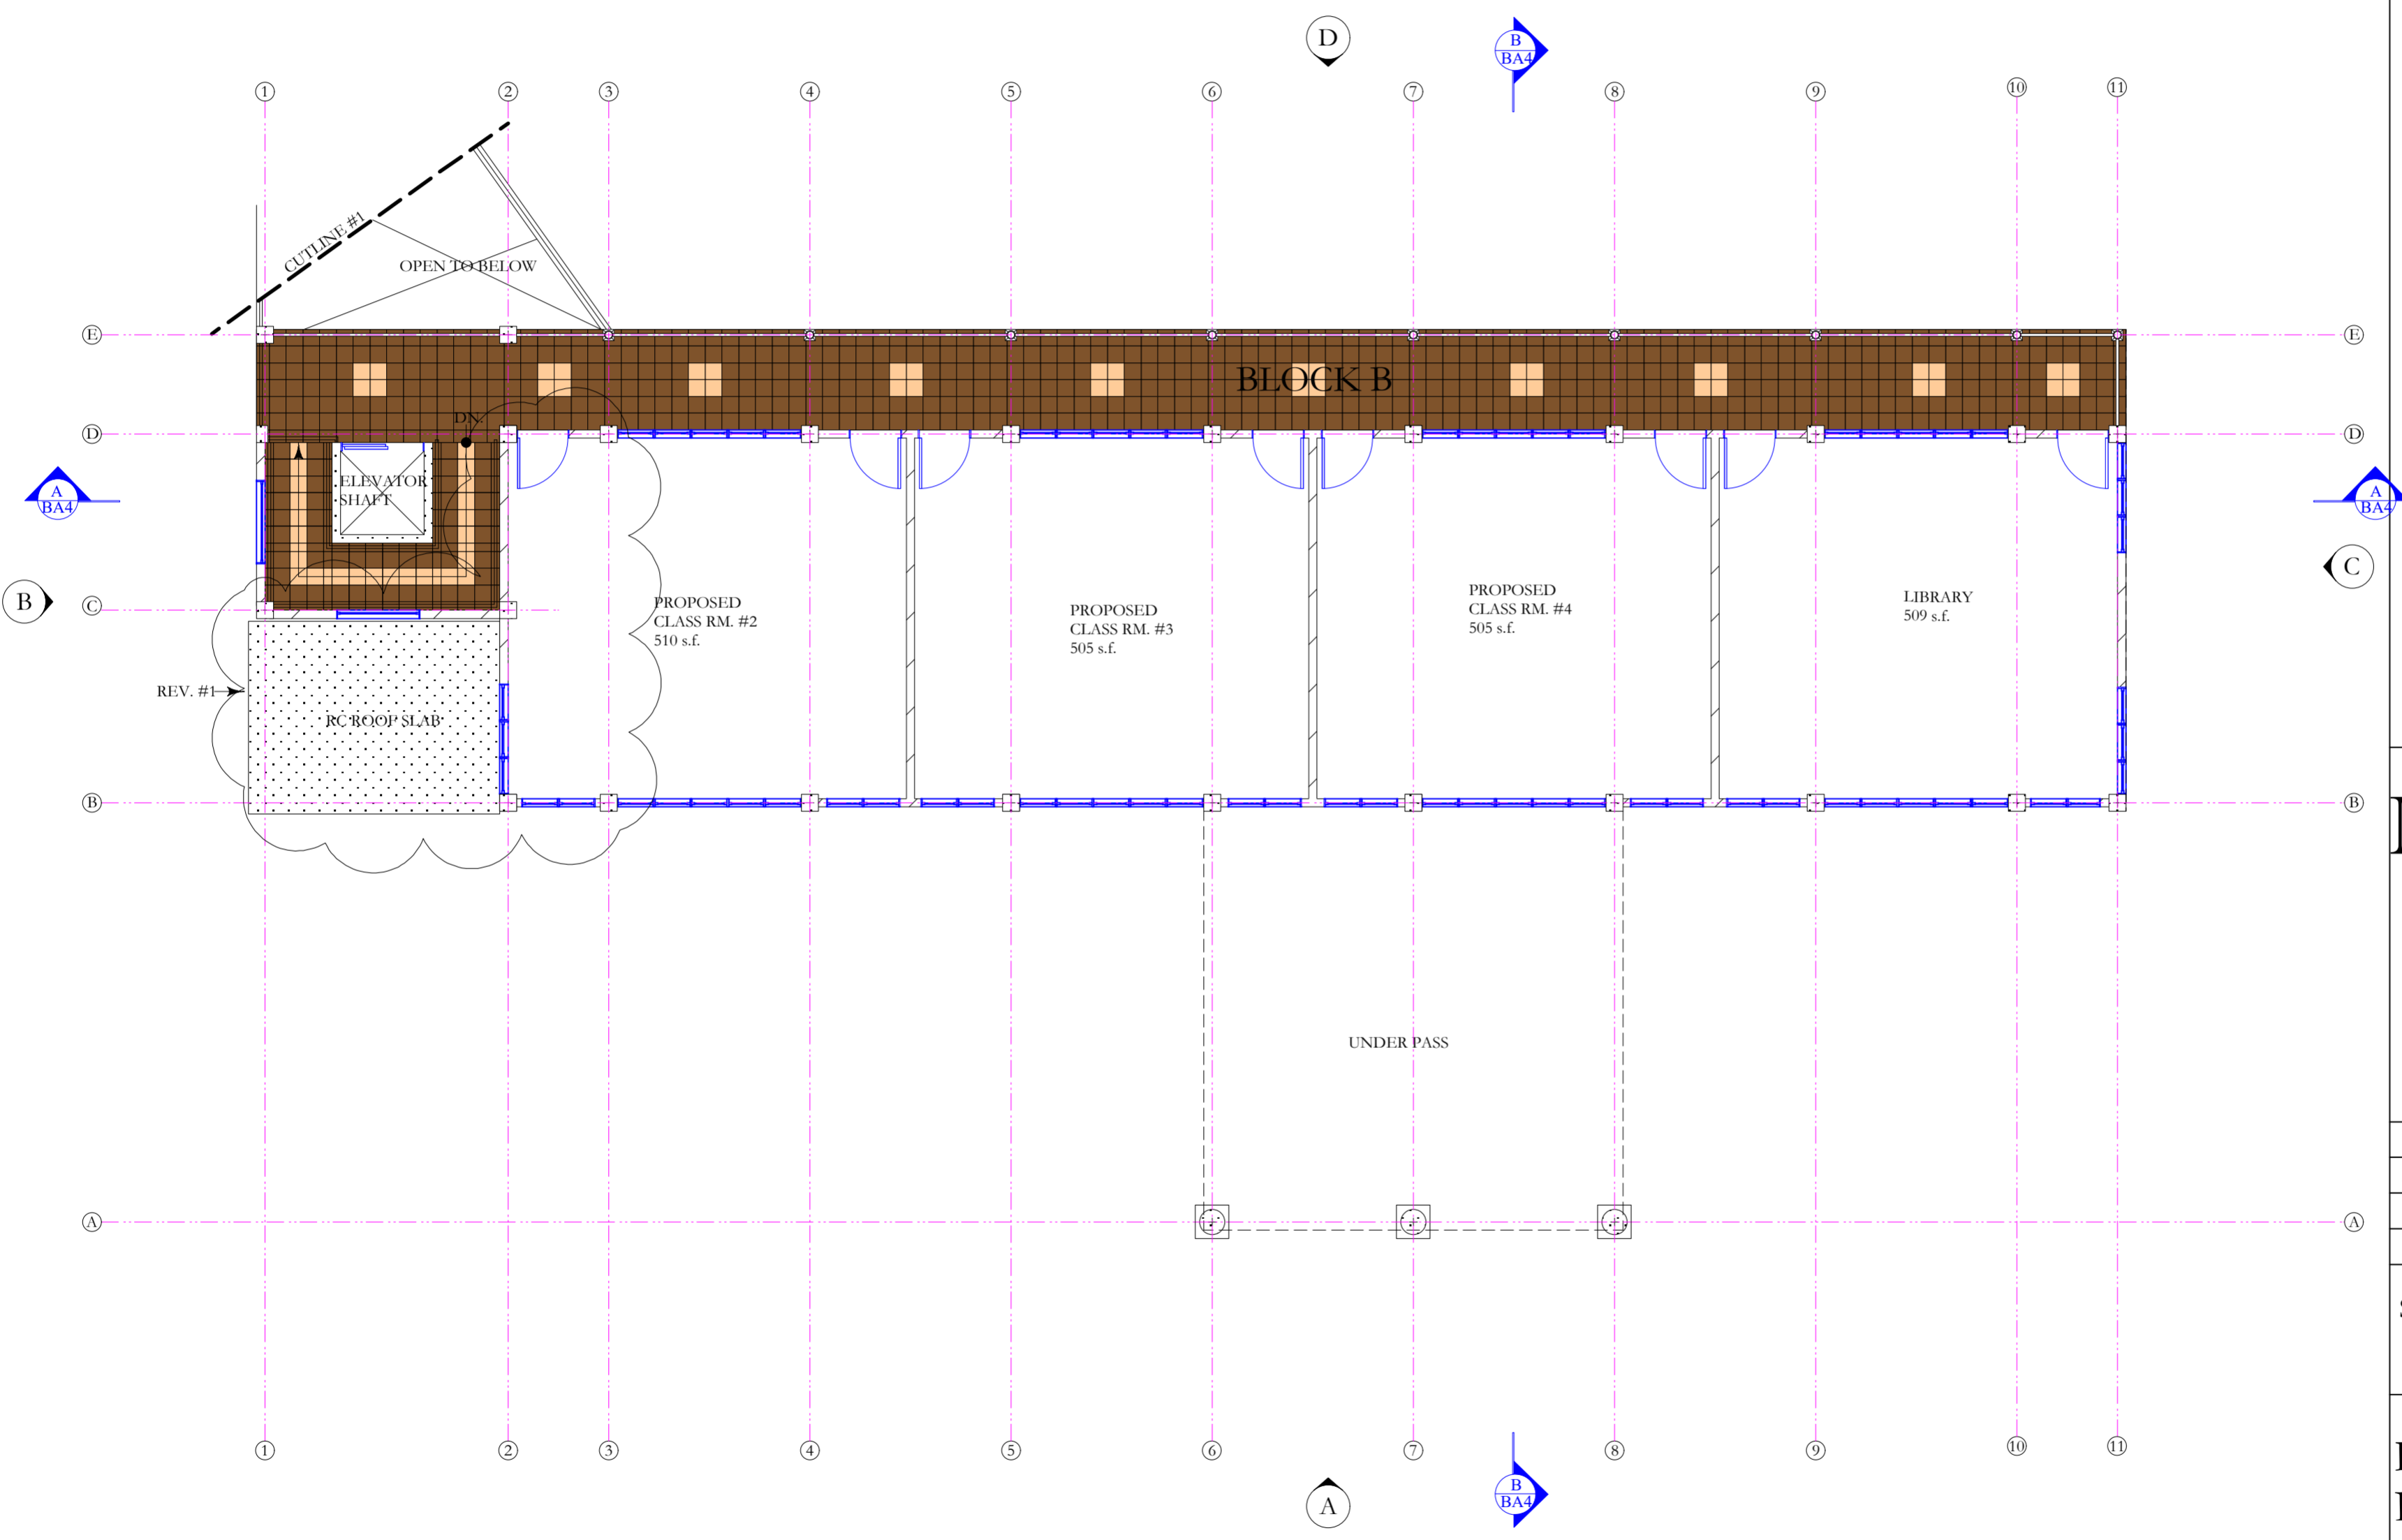 D
B
BA4
1
2
3
4
5
6
7
8
9
10
11
CUTLINE #1
OPEN TO BELOW
E
E
BLOCK B
DN.
D
D
ELEVATOR
SHAFT
A
BA4
A
BA4
B
C
C
PROPOSED
CLASS RM. #2
510 s.f.
PROPOSED
CLASS RM. #3
505 s.f.
PROPOSED
CLASS RM. #4
505 s.f.
LIBRARY
509 s.f.
REV. #1
RC ROOF SLAB
B
B
UNDER PASS
A
A
1
2
3
4
5
6
7
8
9
10
11
A
B
BA4